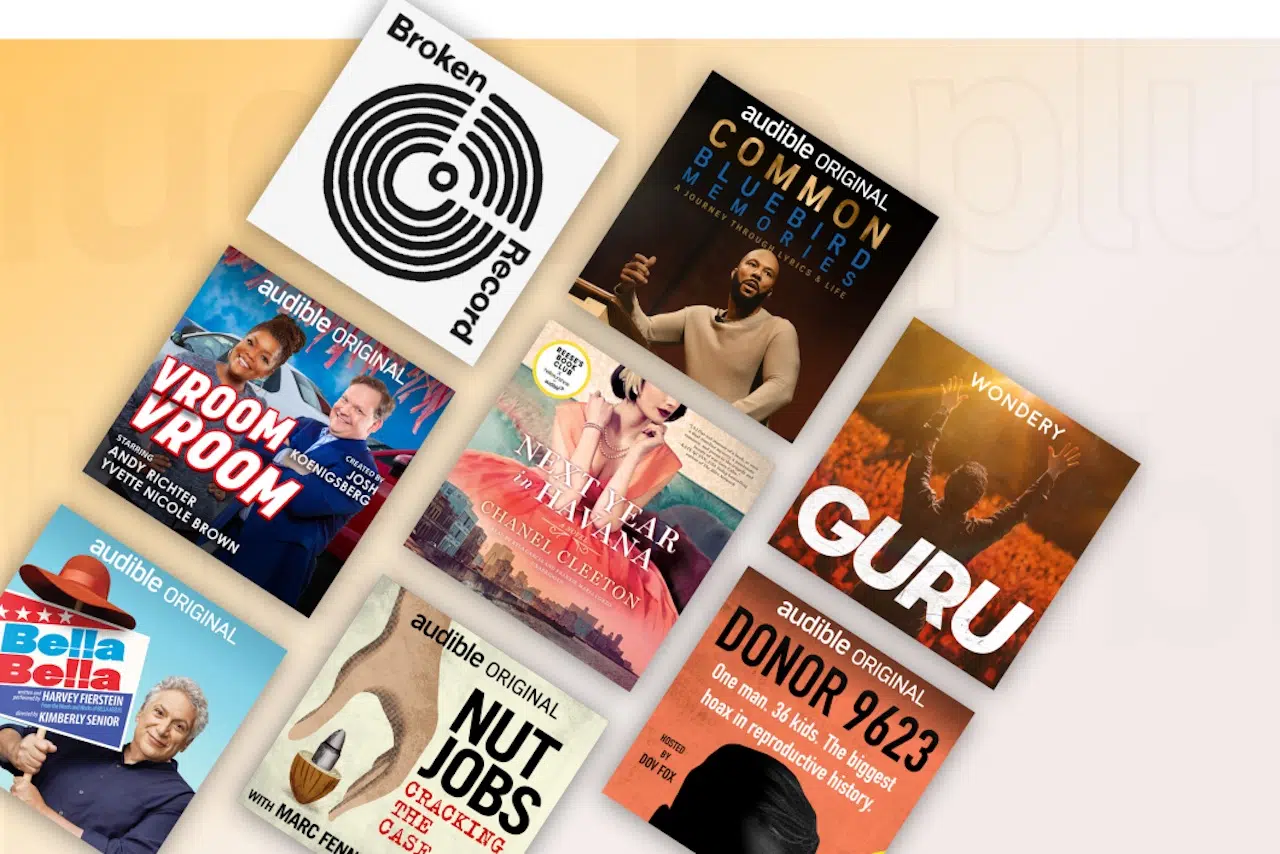 Broken
Record
audible ORIGINAL
COMMON
BLUEBIRD
MEMORIES
A JOURNEY THROUGH LYRICS & LIFE
audible ORIGINAL
VROOM
VROOM
STARRING
ANDY RICHTER
YVETTE NICOLE BROWN
CREATED BY
JOSH
KOENIGSBERG
REESE'S
BOOK
CLUB
NEXT YEAR
in HAVANA
A NOVEL
CHANEL CLEETON
WONDERY
GURU
audible ORIGINAL
Bella
Bella
written and
performed by HARVEY FIERSTEIN
directed by KIMBERLY SENIOR
audible ORIGINAL
NUT
JOBS
CRACKING
THE
CASE
WITH MARC FENN
audible ORIGINAL
DONOR 9623
One man. 36 kids. The biggest
hoax in reproductive history.
HOSTED
BY
DOV FOX
plu